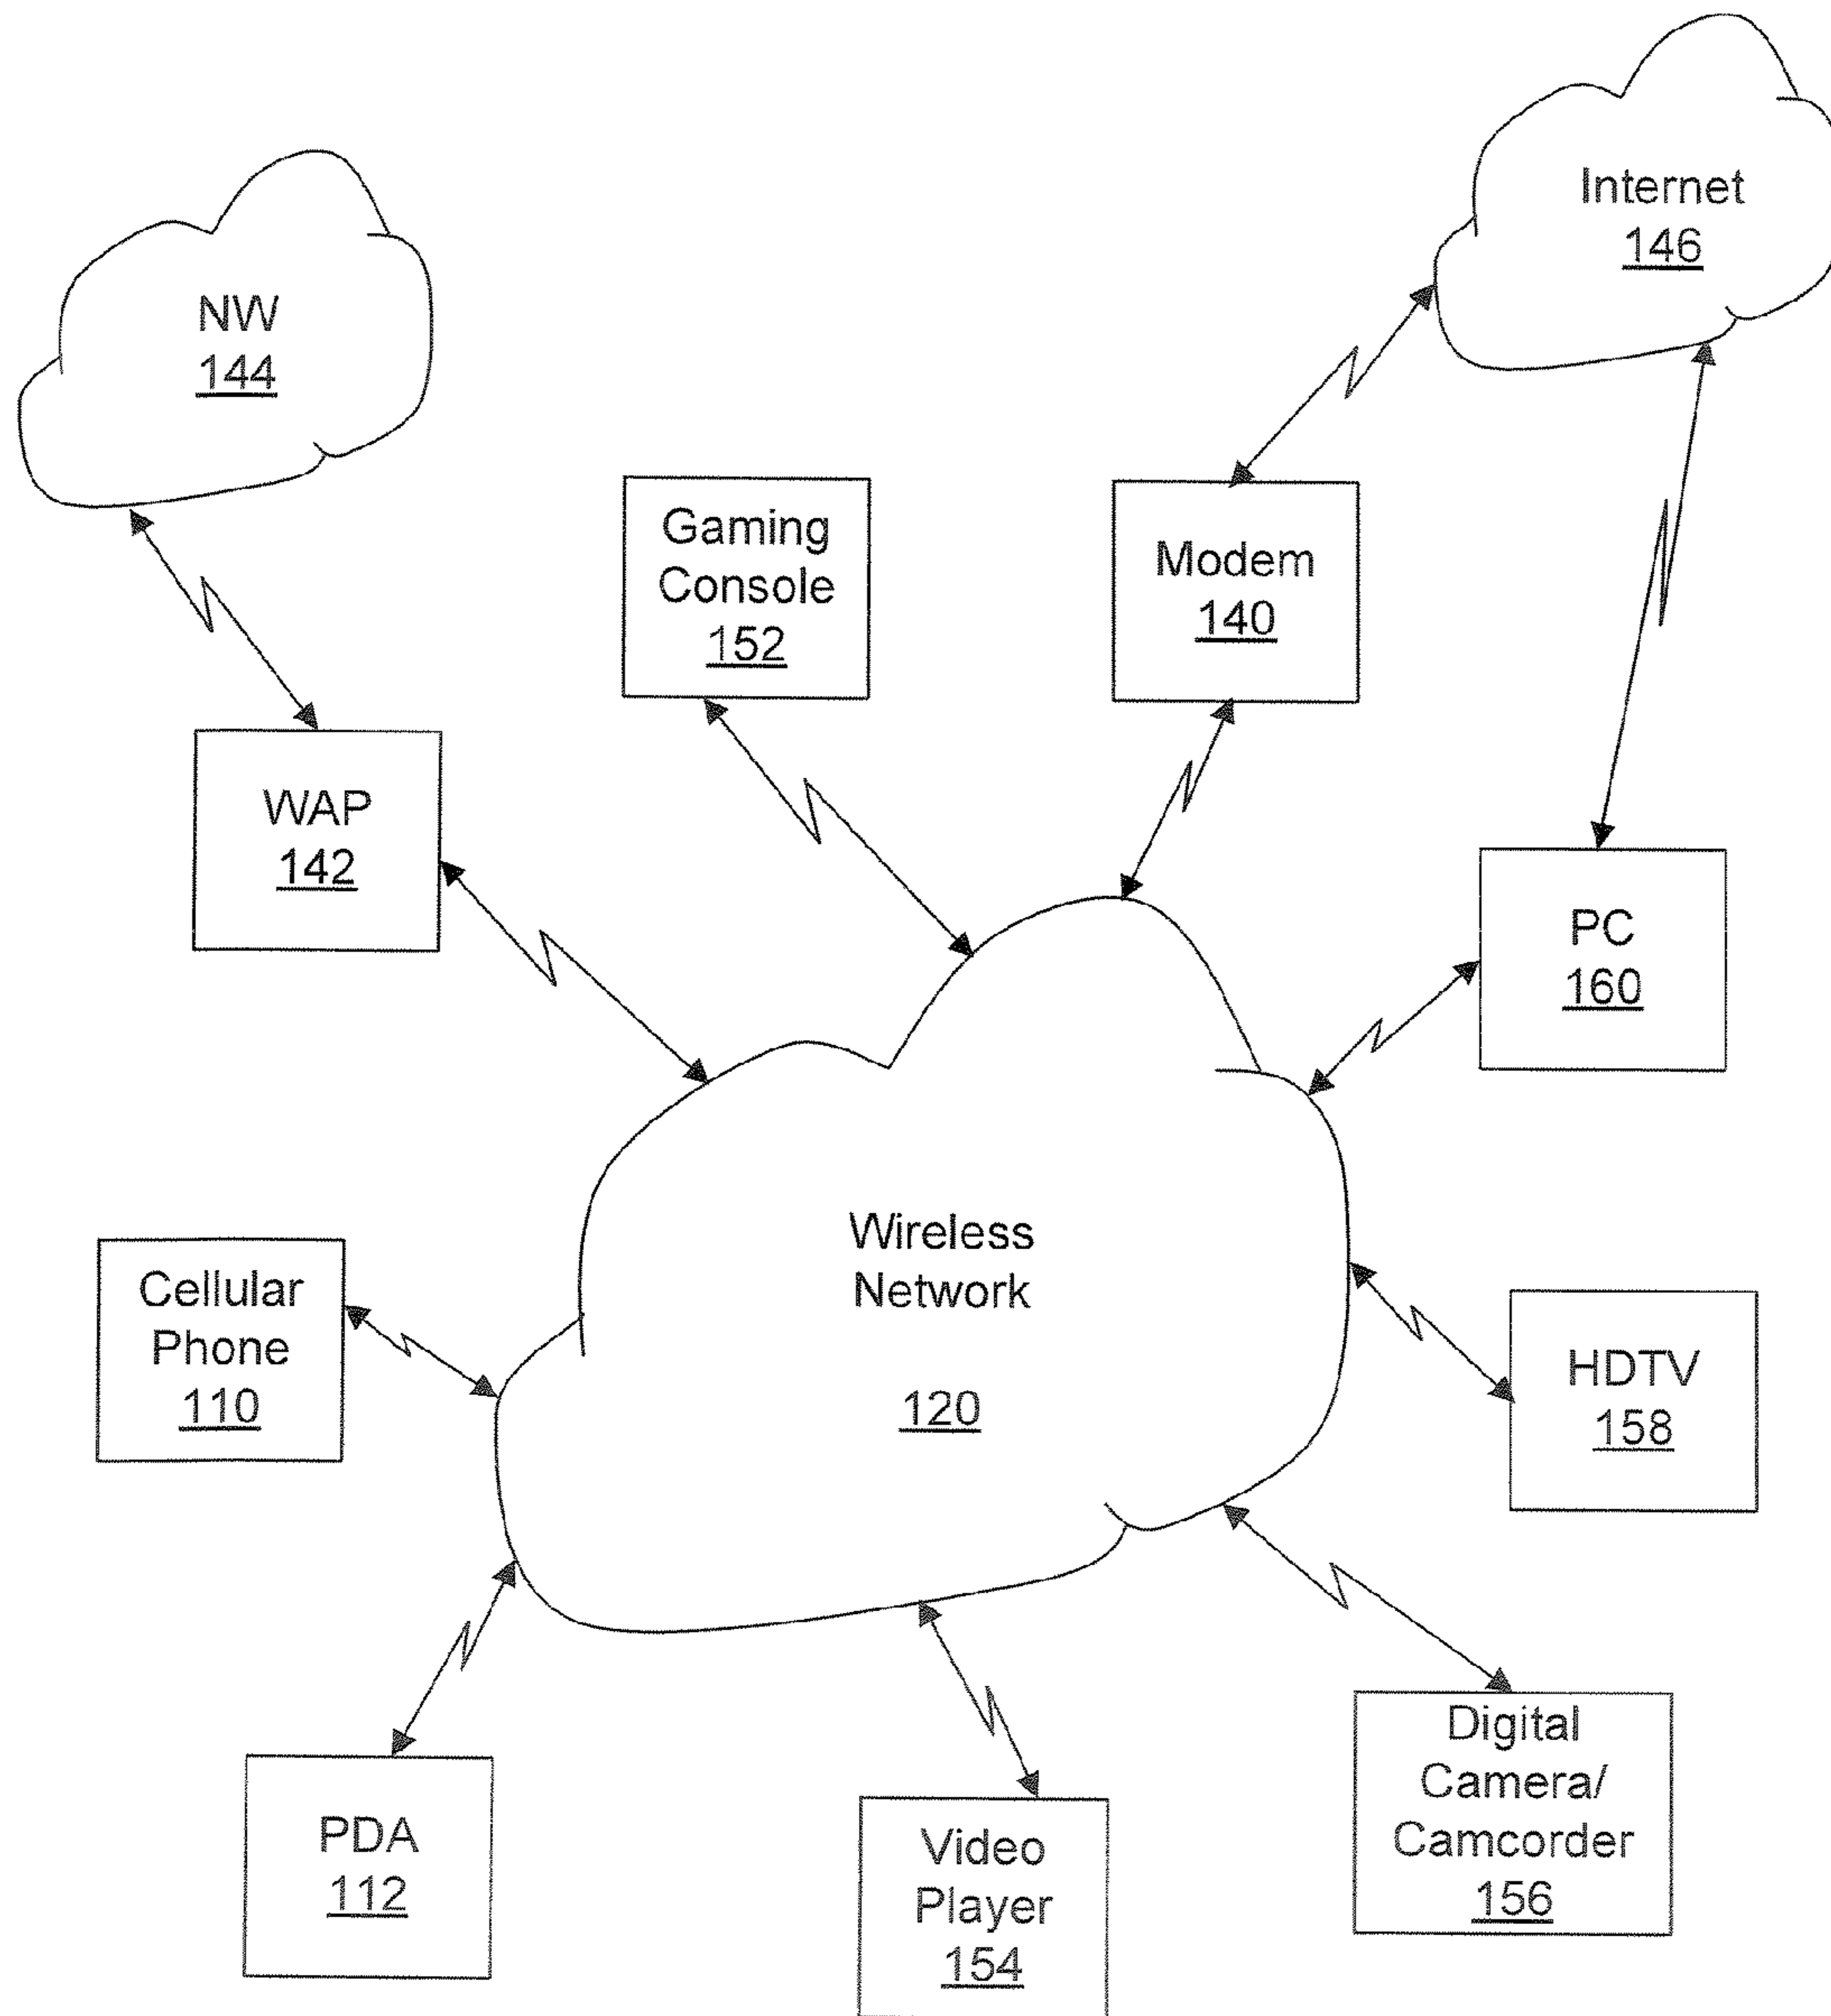 Internet
146
NW
144
Gaming
Console
152
Modem
140
WAP
142
PC
160
Wireless
Network
120
Cellular
Phone
110
HDTV
158
Digital
Camera/
Camcorder
156
PDA
112
Video
Player
154